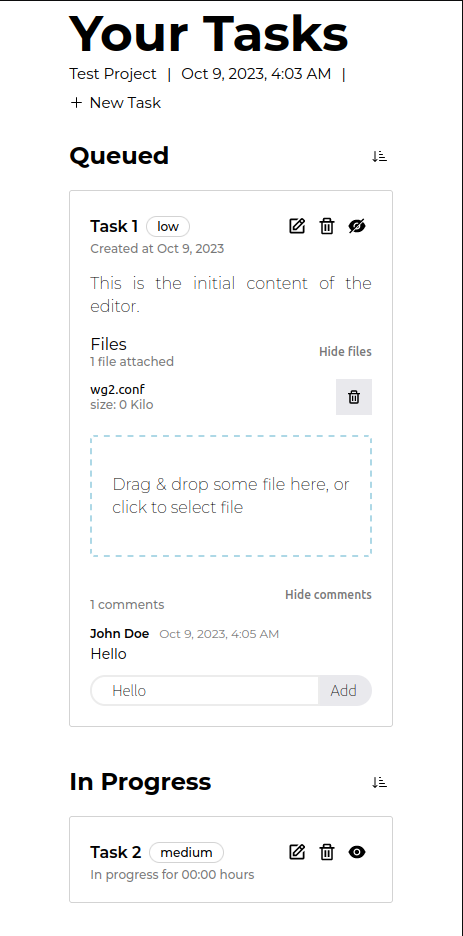 Your Tasks
Test Project | Oct 9, 2023, 4:03 AM |
+ New Task
Queued
Task 1 low
Created at Oct 9, 2023
This is the initial content of the
editor.
Files
1 file attached
Hide files
wg2.conf
size: 0 Kilo
Drag & drop some file here, or
click to select file
Hide comments
1 comments
John Doe Oct 9, 2023, 4:05 AM
Hello
Hello Add
In Progress
Task 2 medium
In progress for 00:00 hours